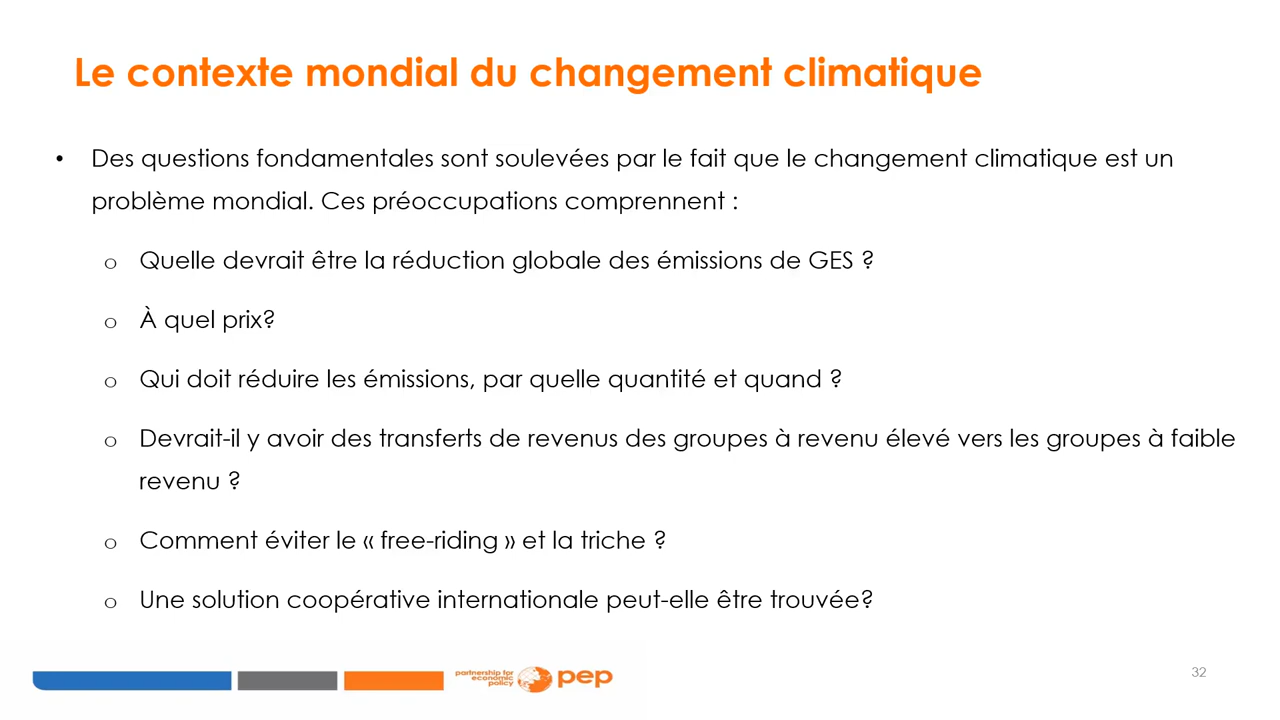 Le contexte mondial du changement climatique
• Des questions fondamentales sont soulevées par le fait que le changement climatique est un
problème mondial. Ces préoccupations comprennent :
o Quelle devrait être la réduction globale des émissions de GES ?
o À quel prix?
o Qui doit réduire les émissions, par quelle quantité et quand ?
o Devrait-il y avoir des transferts de revenus des groupes à revenu élevé vers les groupes à faible
revenu ?
o Comment éviter le « free-riding » et la triche ?
o Une solution coopérative internationale peut-elle être trouvée?
partnership for
economic
policy
pep
32